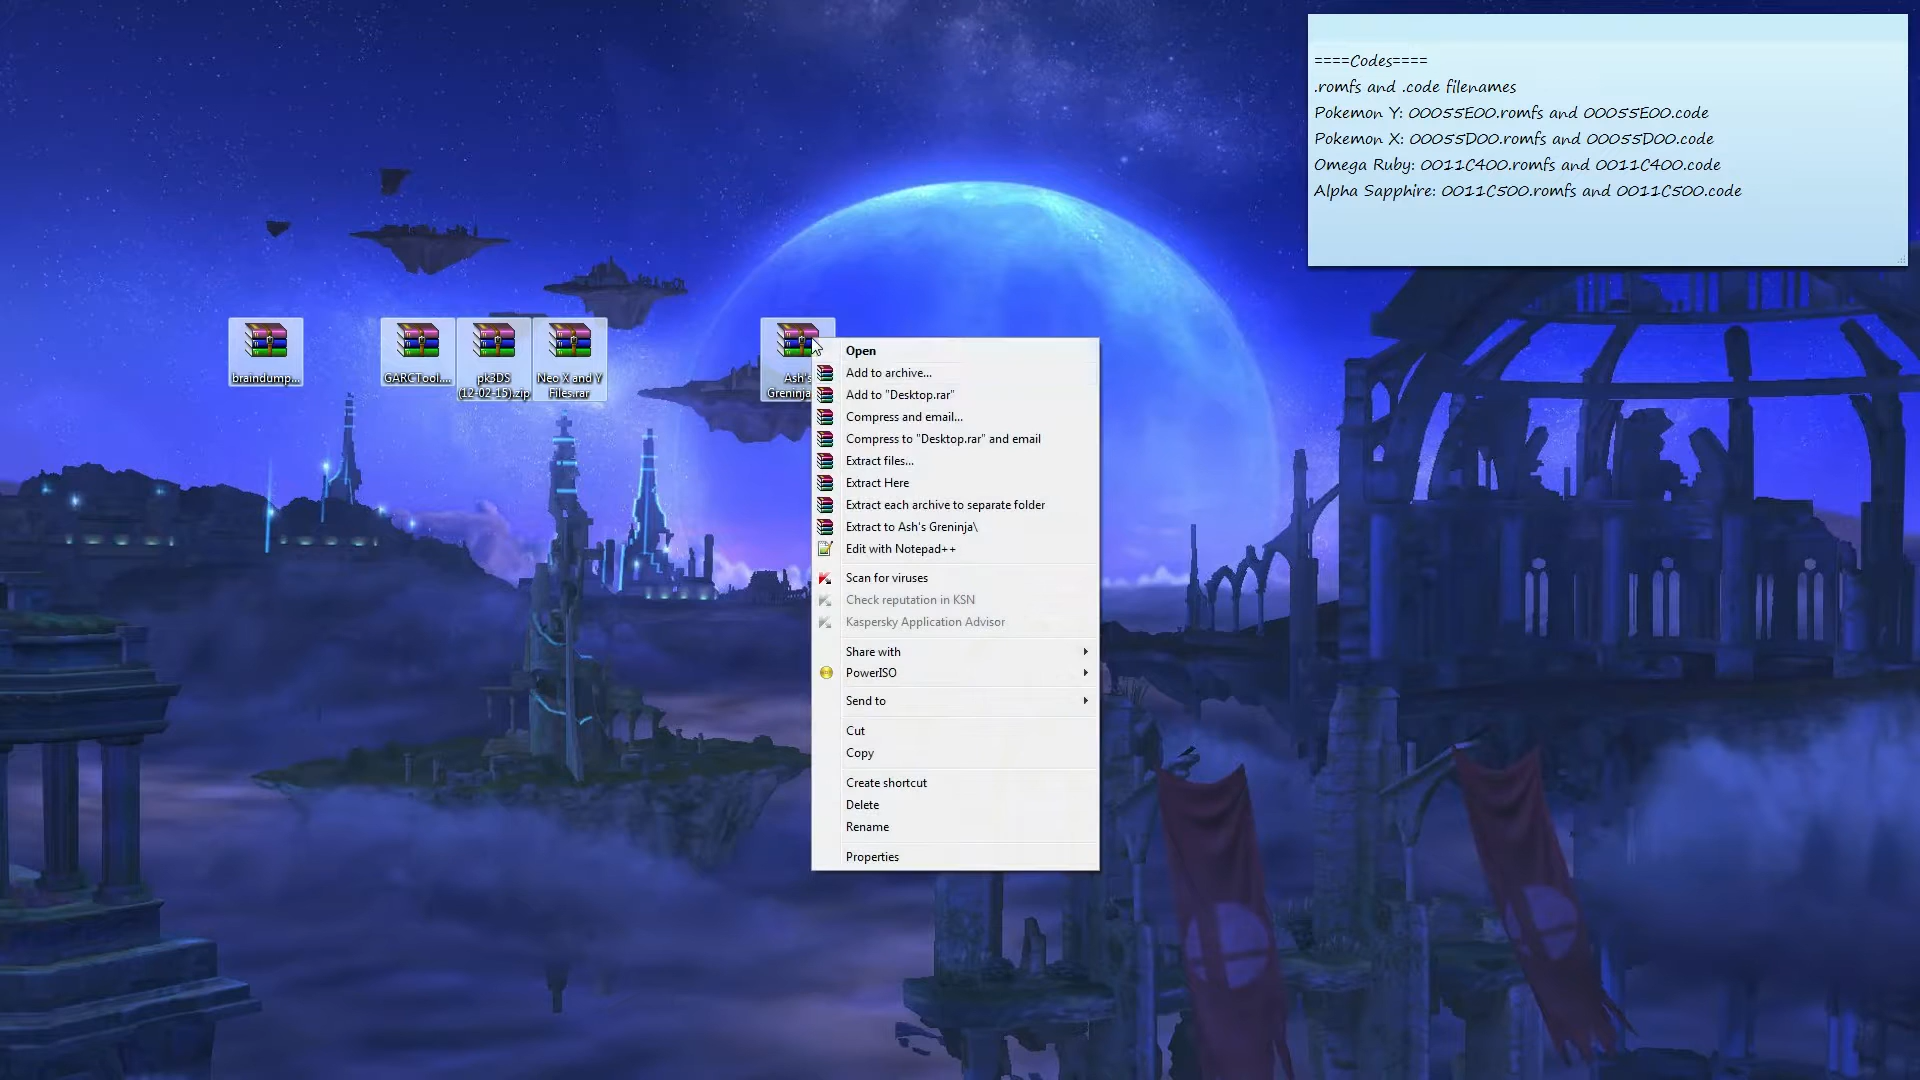 ====Codes====
.romfs and .code filenames
Pokemon Y: 00055E00.romfs and 00055E00.code
Pokemon X: 00055D00.romfs and 00055D00.code
Omega Ruby: 0011C400.romfs and 0011C400.code
Alpha Sapphire: 0011C500.romfs and 0011C500.code
braindump...
GARCTool....
pk3DS
(12-02-15).zip
Neo X and Y
Files.rar
Ash's
Greninja
Open
Add to archive...
Add to "Desktop.rar"
Compress and email...
Compress to "Desktop.rar" and email
Extract files...
Extract Here
Extract each archive to separate folder
Extract to Ash's Greninja\
Edit with Notepad++
Scan for viruses
Check reputation in KSN
Kaspersky Application Advisor
Share with
PowerISO
Send to
Cut
Copy
Create shortcut
Delete
Rename
Properties